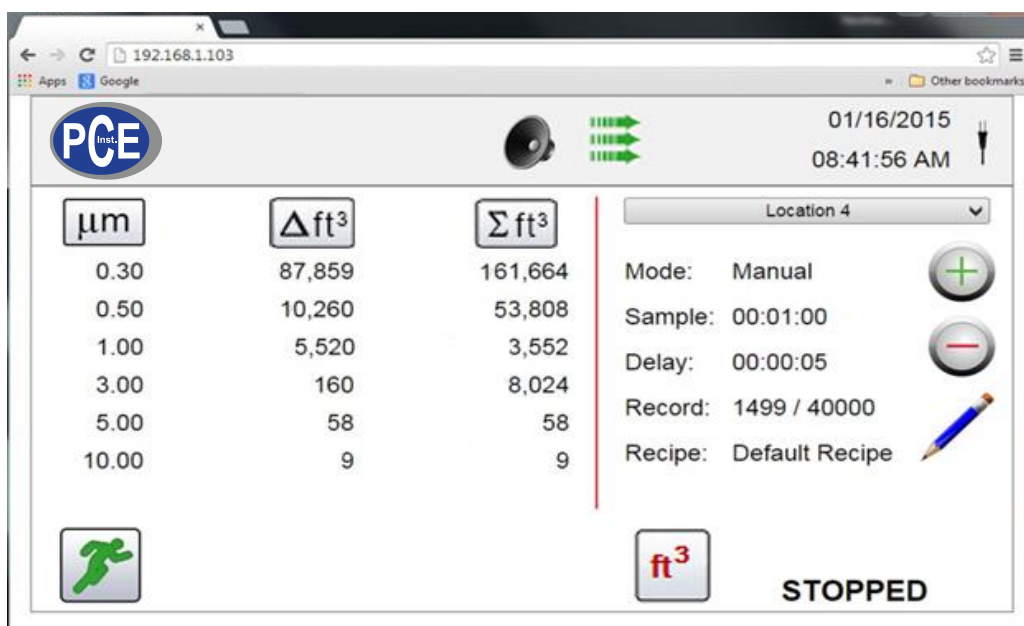 192.168.1.103
Apps Google Other bookmarks
PCE Inst.
01/16/2015
08:41:56 AM
µm Δft³ Σft³
0.30 87,859 161,664
0.50 10,260 53,808
1.00 5,520 3,552
3.00 160 8,024
5.00 58 58
10.00 9 9
Location 4
Mode: Manual
Sample: 00:01:00
Delay: 00:00:05
Record: 1499 / 40000
Recipe: Default Recipe
ft³
STOPPED